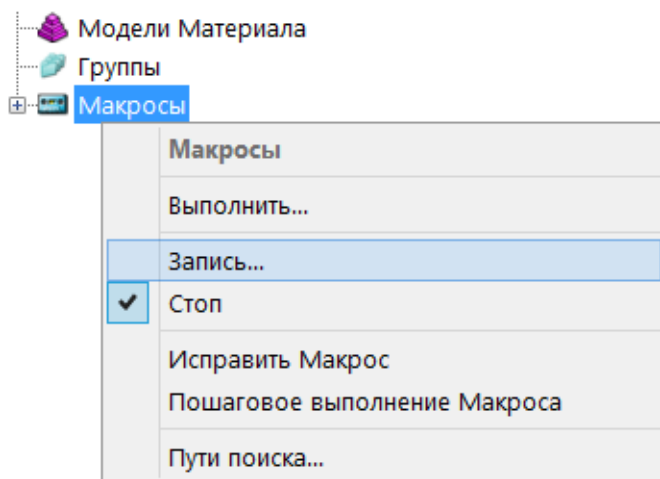 Модели Материала
Группы
Макросы
Макросы
Выполнить...
Запись...
Стоп
Исправить Макрос
Пошаговое выполнение Макроса
Пути поиска...